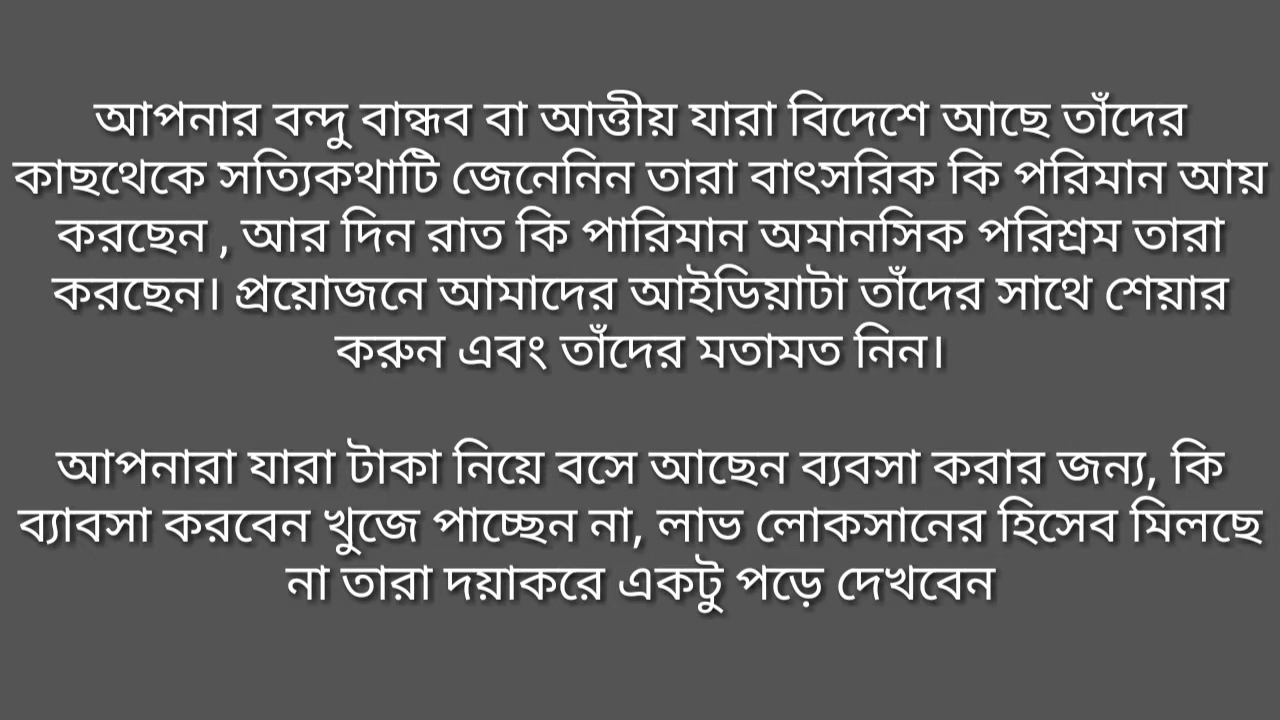 আপনার বন্দু বান্ধব বা আত্তীয় যারা বিদেশে আছে তাঁদের
কাছথেকে সত্যিকথাটি জেনেনিন তারা বাৎসরিক কি পরিমান আয়
করছেন , আর দিন রাত কি পারিমান অমানসিক পরিশ্রম তারা
করছেন। প্রয়োজনে আমাদের আইডিয়াটা তাঁদের সাথে শেয়ার
করুন এবং তাঁদের মতামত নিন।
আপনারা যারা টাকা নিয়ে বসে আছেন ব্যবসা করার জন্য, কি
ব্যাবসা করবেন খুজে পাচ্ছেন না, লাভ লোকসানের হিসেব মিলছে
না তারা দয়াকরে একটু পড়ে দেখবেন